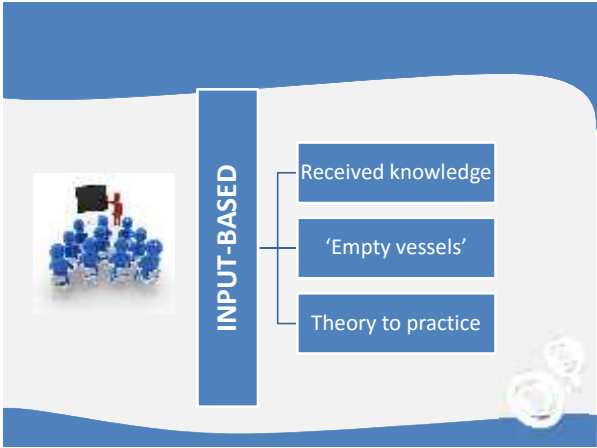 INPUT-BASED
Received knowledge
‘Empty vessels’
Theory to practice